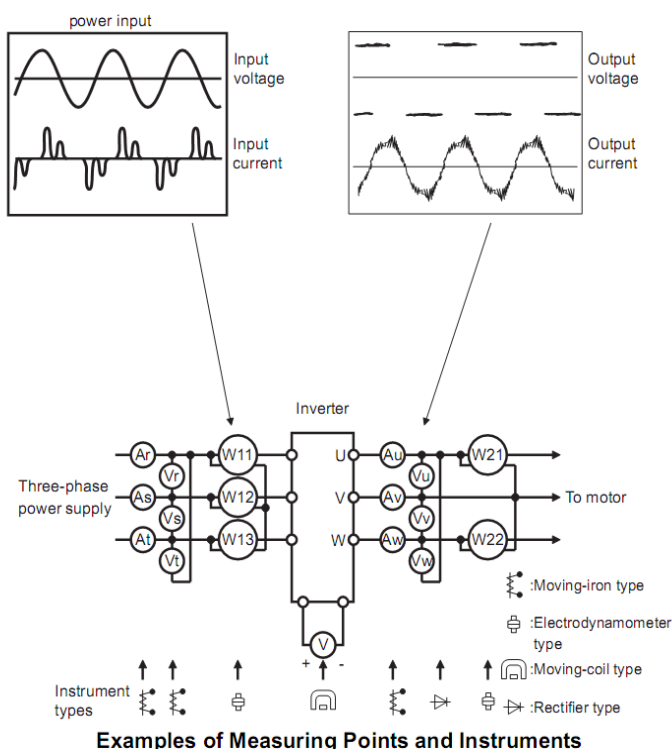 power input
Input
voltage
Input
current
Output
voltage
Output
current
Inverter
Ar
W11
U
Au
W21
Vr
Vu
Three-phase
power supply
As
W12
V
Av
To motor
Vs
Vv
At
W13
W
Aw
W22
Vt
Vw
:Moving-iron type
:Electrodynamometer
type
V
+ -
:Moving-coil type
Instrument
types
:Rectifier type
Examples of Measuring Points and Instruments